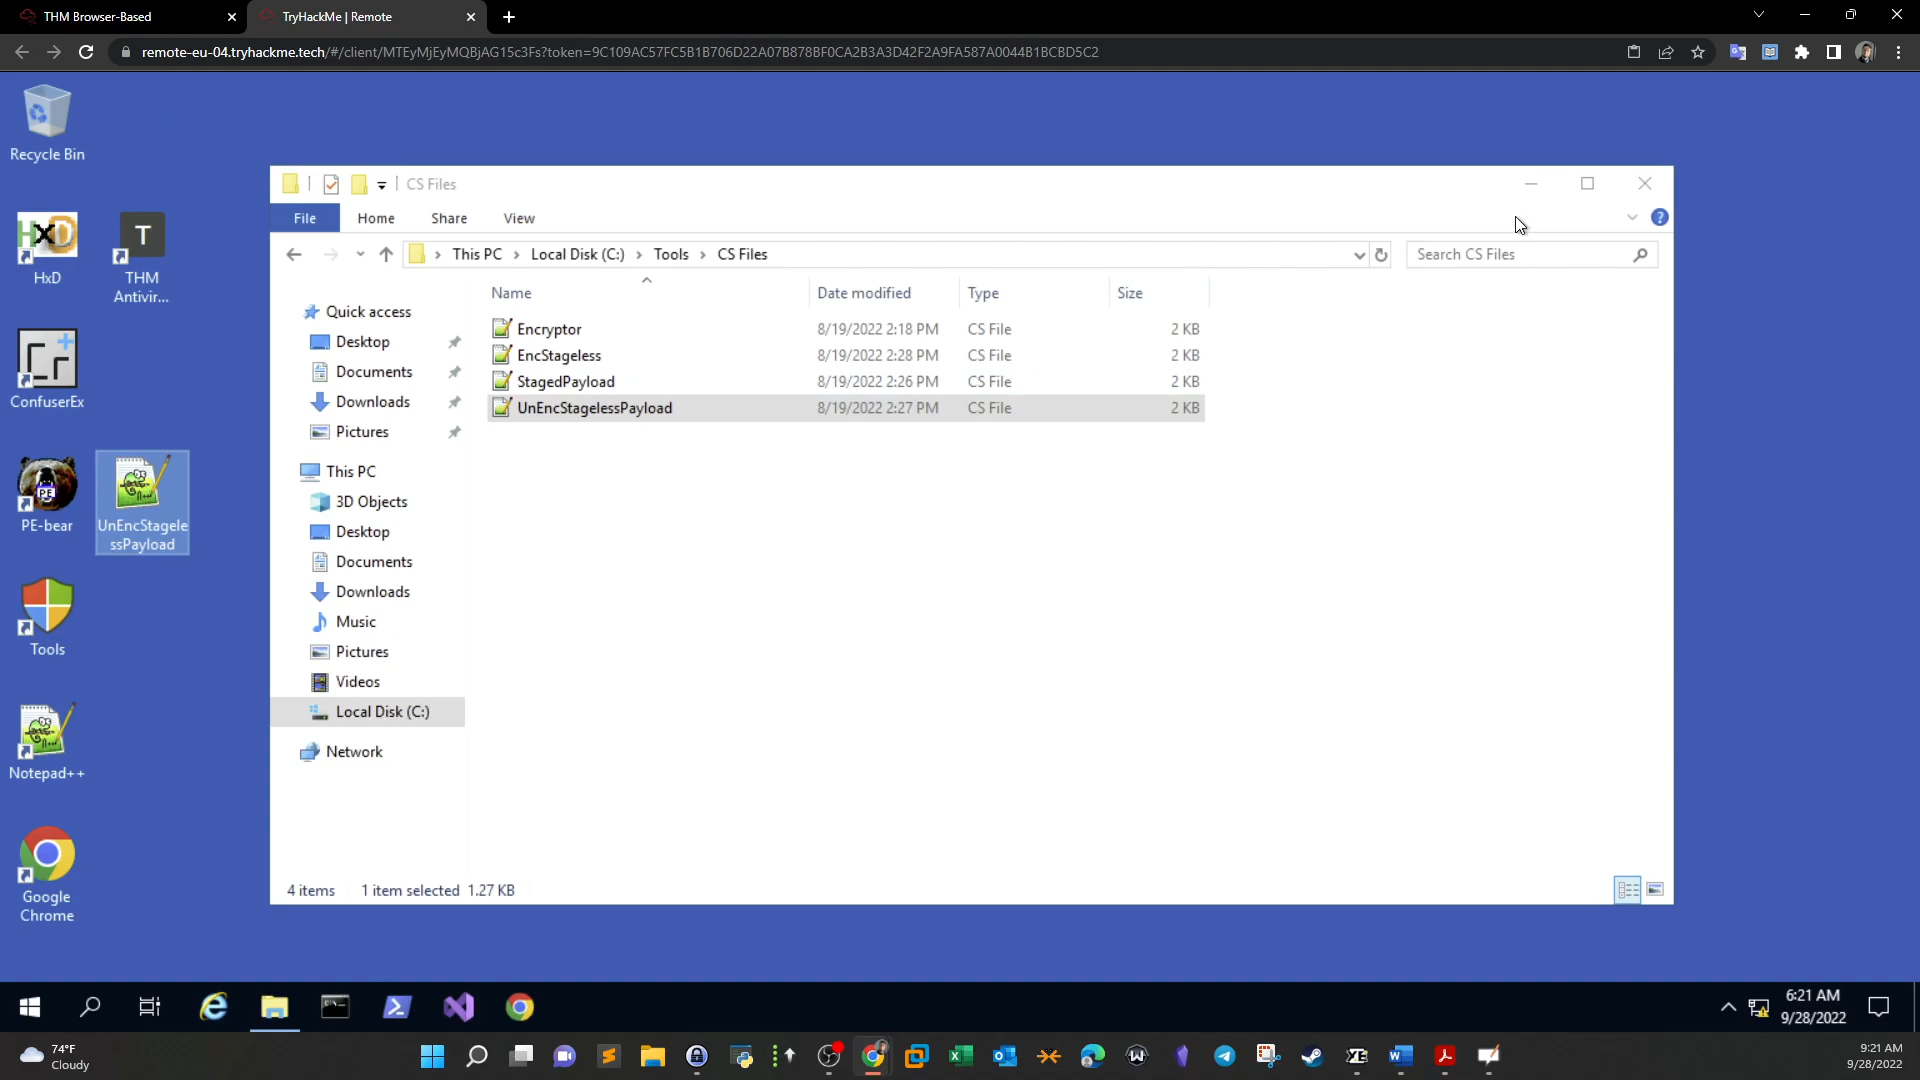 THM Browser-Based
TryHackMe | Remote
remote-eu-04.tryhackme.tech/#/client/MTEyMjEyMQBjAG15c3Fs?token=9C109AC57FC5B1B706D22A07B878BF0CA2B3A3D42F2A9FA587A0044B1BCBD5C2
Recycle Bin
HxD
T
THM
Antivir...
ConfuserEx
PE-bear
UnEncStagele
ssPayload
Tools
Notepad++
Google
Chrome
CS Files
File
Home
Share
View
This PC
Local Disk (C:)
Tools
CS Files
Search CS Files
Quick access
Desktop
Documents
Downloads
Pictures
This PC
3D Objects
Desktop
Documents
Downloads
Music
Pictures
Videos
Local Disk (C:)
Network
Name
Date modified
Type
Size
Encryptor
8/19/2022 2:18 PM
CS File
2 KB
EncStageless
8/19/2022 2:28 PM
CS File
2 KB
StagedPayload
8/19/2022 2:26 PM
CS File
2 KB
UnEncStagelessPayload
8/19/2022 2:27 PM
CS File
2 KB
4 items
1 item selected 1.27 KB
6:21 AM
9/28/2022
74°F
Cloudy
9:21 AM
9/28/2022